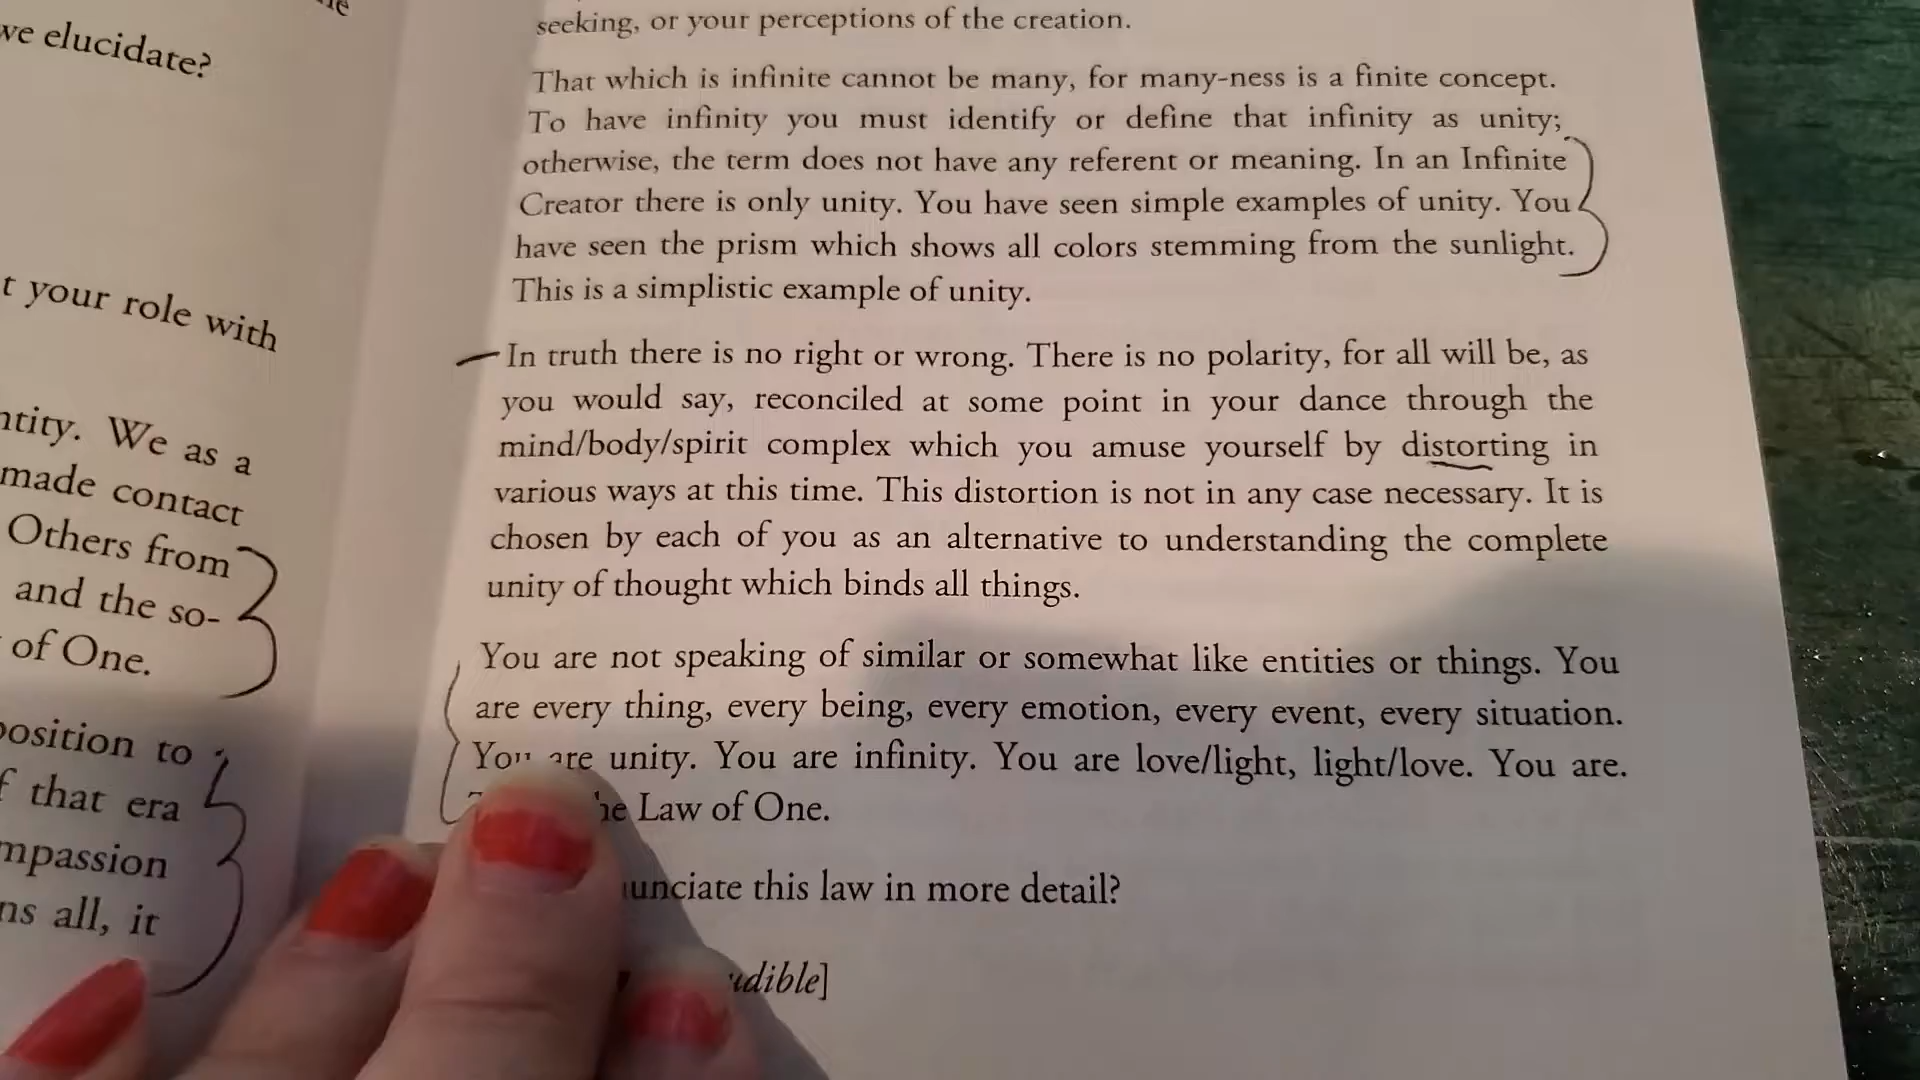 we elucidate?
t your role with
ntity. We as a
made contact
Others from
and the so-
of One.
position to
f that era
mpassion
ns all, it
seeking, or your perceptions of the creation.
That which is infinite cannot be many, for many-ness is a finite concept.
To have infinity you must identify or define that infinity as unity;
otherwise, the term does not have any referent or meaning. In an Infinite
Creator there is only unity. You have seen simple examples of unity. You
have seen the prism which shows all colors stemming from the sunlight.
This is a simplistic example of unity.
In truth there is no right or wrong. There is no polarity, for all will be, as
you would say, reconciled at some point in your dance through the
mind/body/spirit complex which you amuse yourself by distorting in
various ways at this time. This distortion is not in any case necessary. It is
chosen by each of you as an alternative to understanding the complete
unity of thought which binds all things.
You are not speaking of similar or somewhat like entities or things. You
are every thing, every being, every emotion, every event, every situation.
You are unity. You are infinity. You are love/light, light/love. You are.
he Law of One.
unciate this law in more detail?
udible]